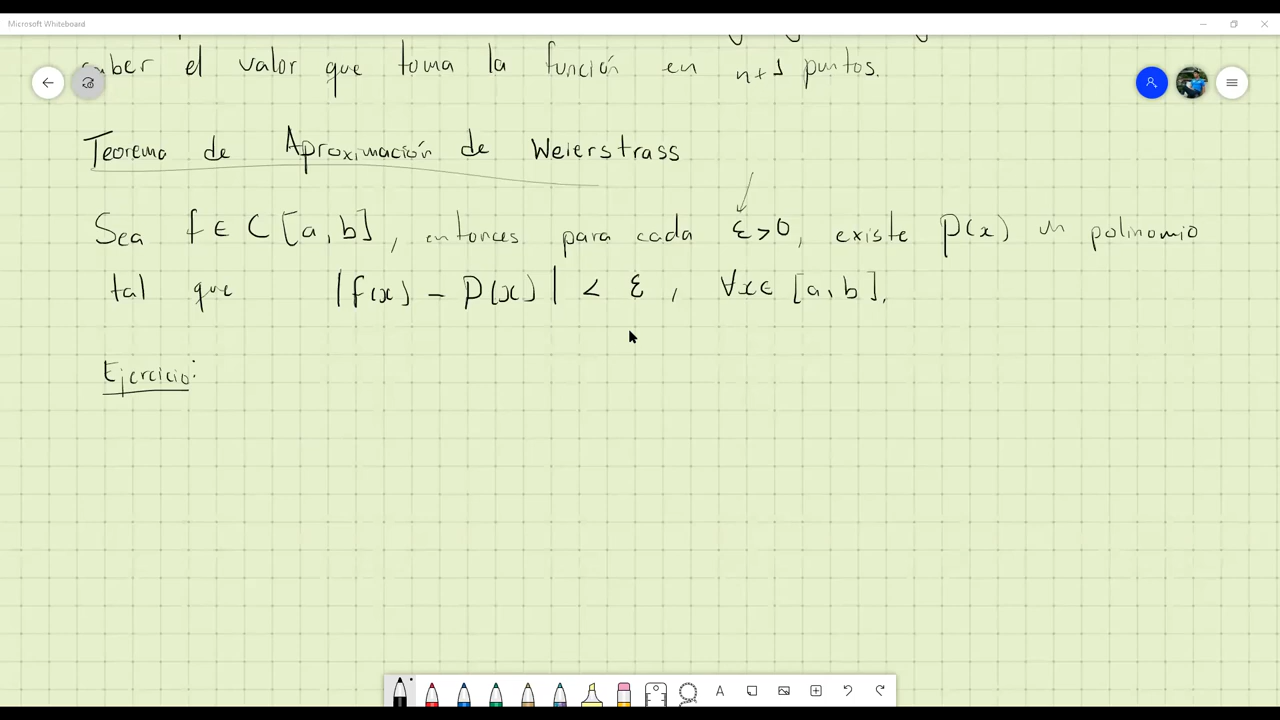 Microsoft Whiteboard
el valor que toma la función en n+1 puntos.
Teorema de Aproximación de Weierstrass
Sea f ∈ C [a, b], entonces para cada ε > 0, existe P(x) un polinomio
tal que |f(x) - P(x)| < ε, ∀x ∈ [a, b].
Ejercicio:
A